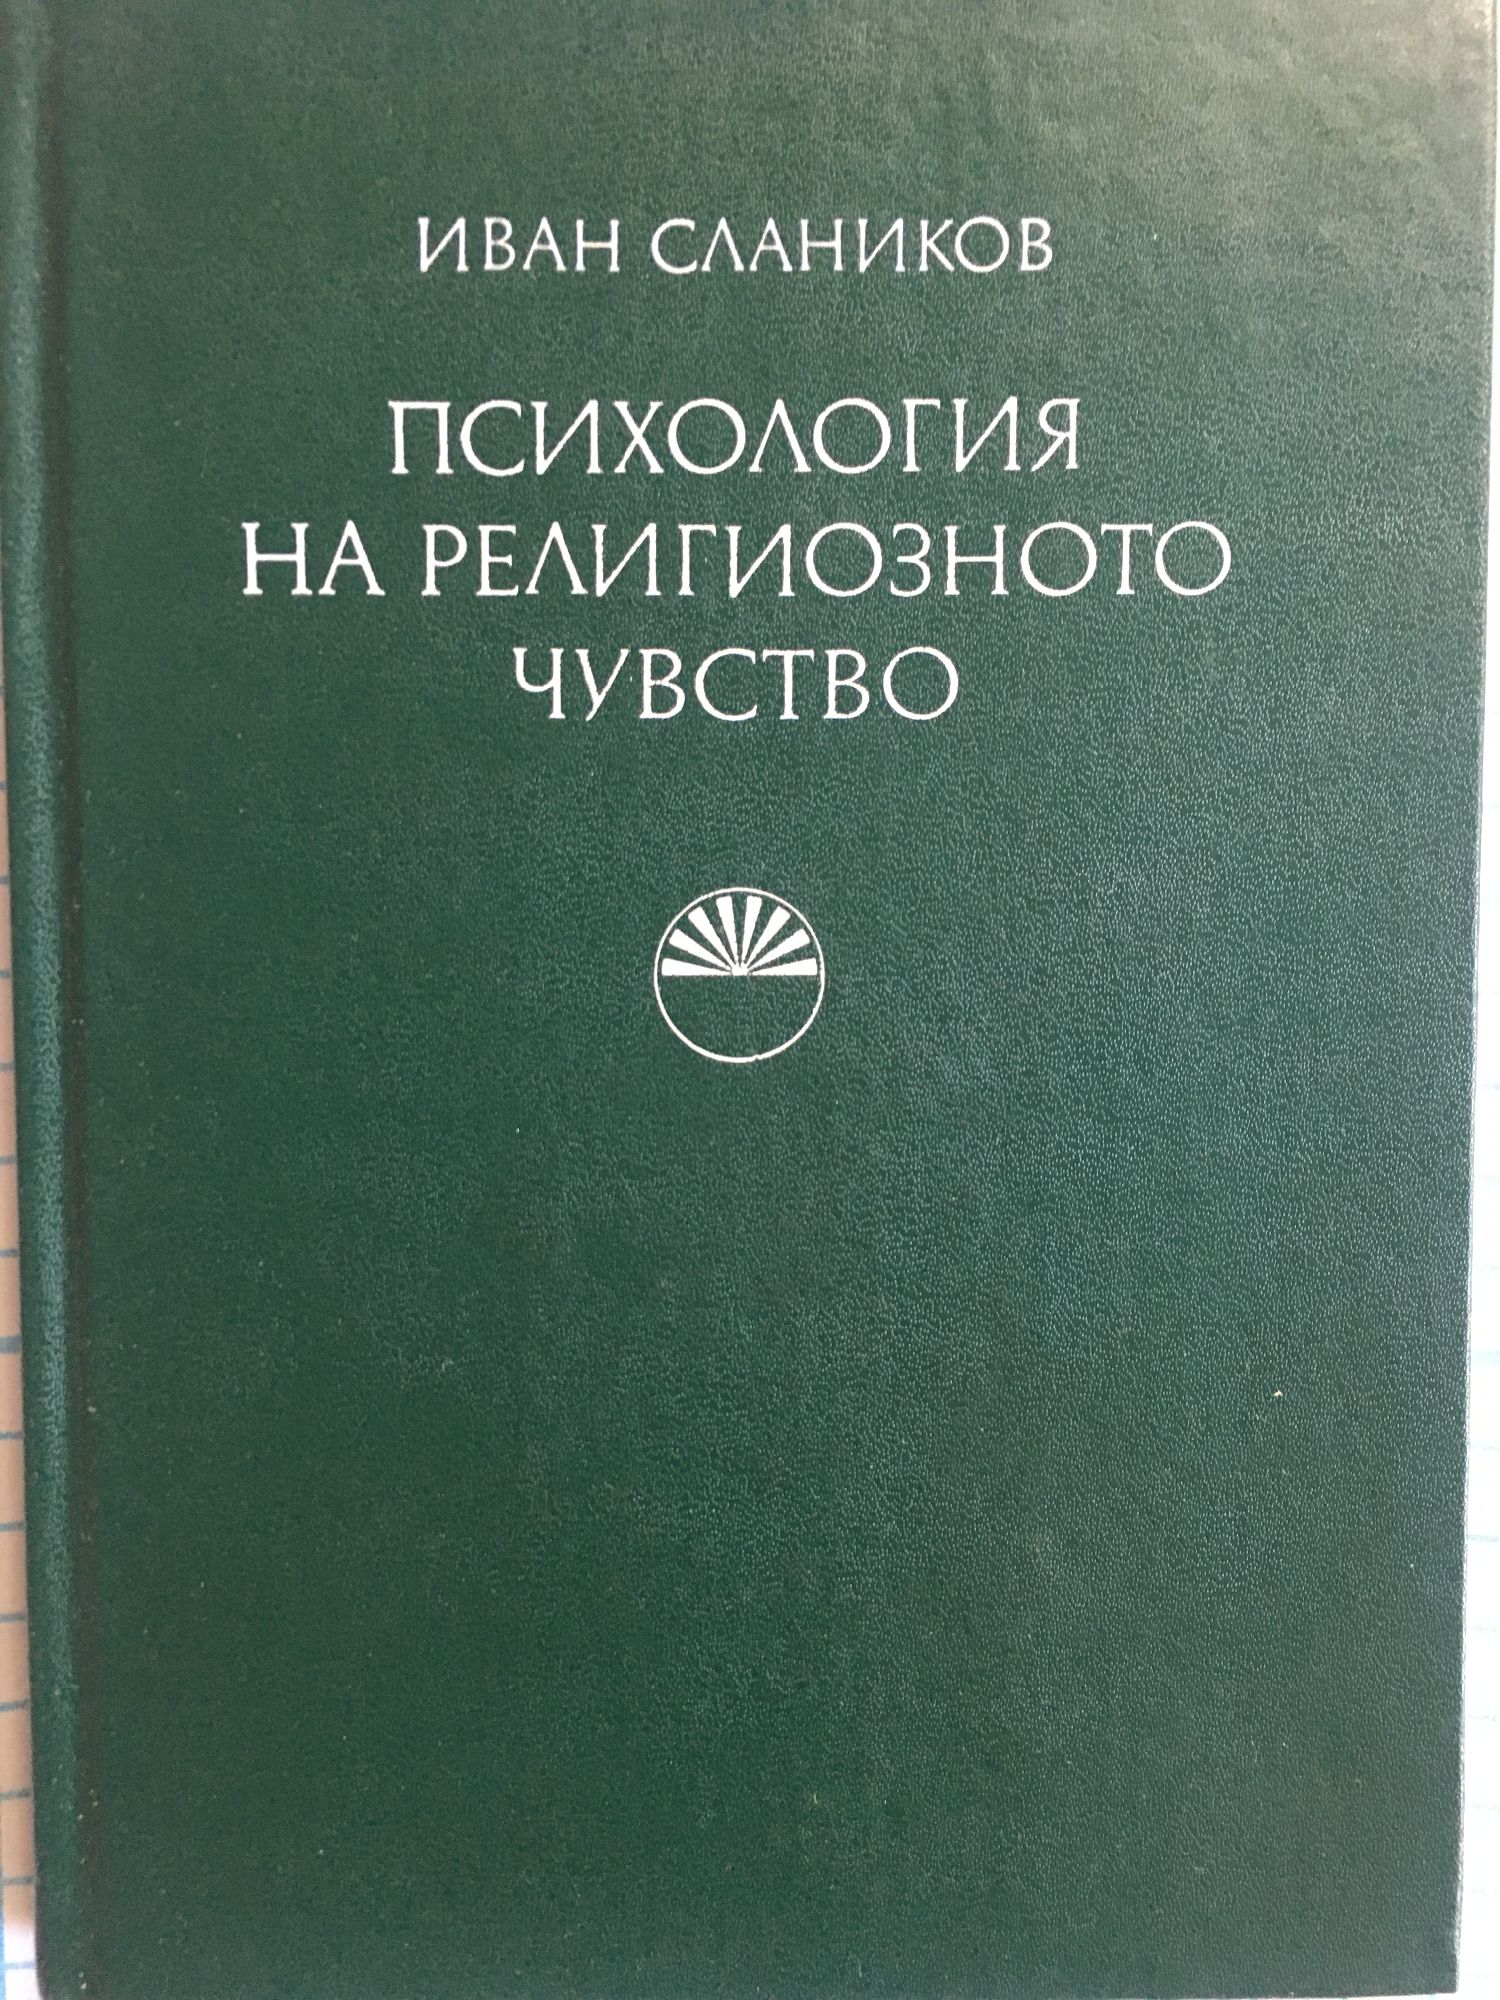 ИВАН СЛАНИКОВ
ПСИХОЛОГИЯ
НА РЕЛИГИОЗНОТО
ЧУВСТВО